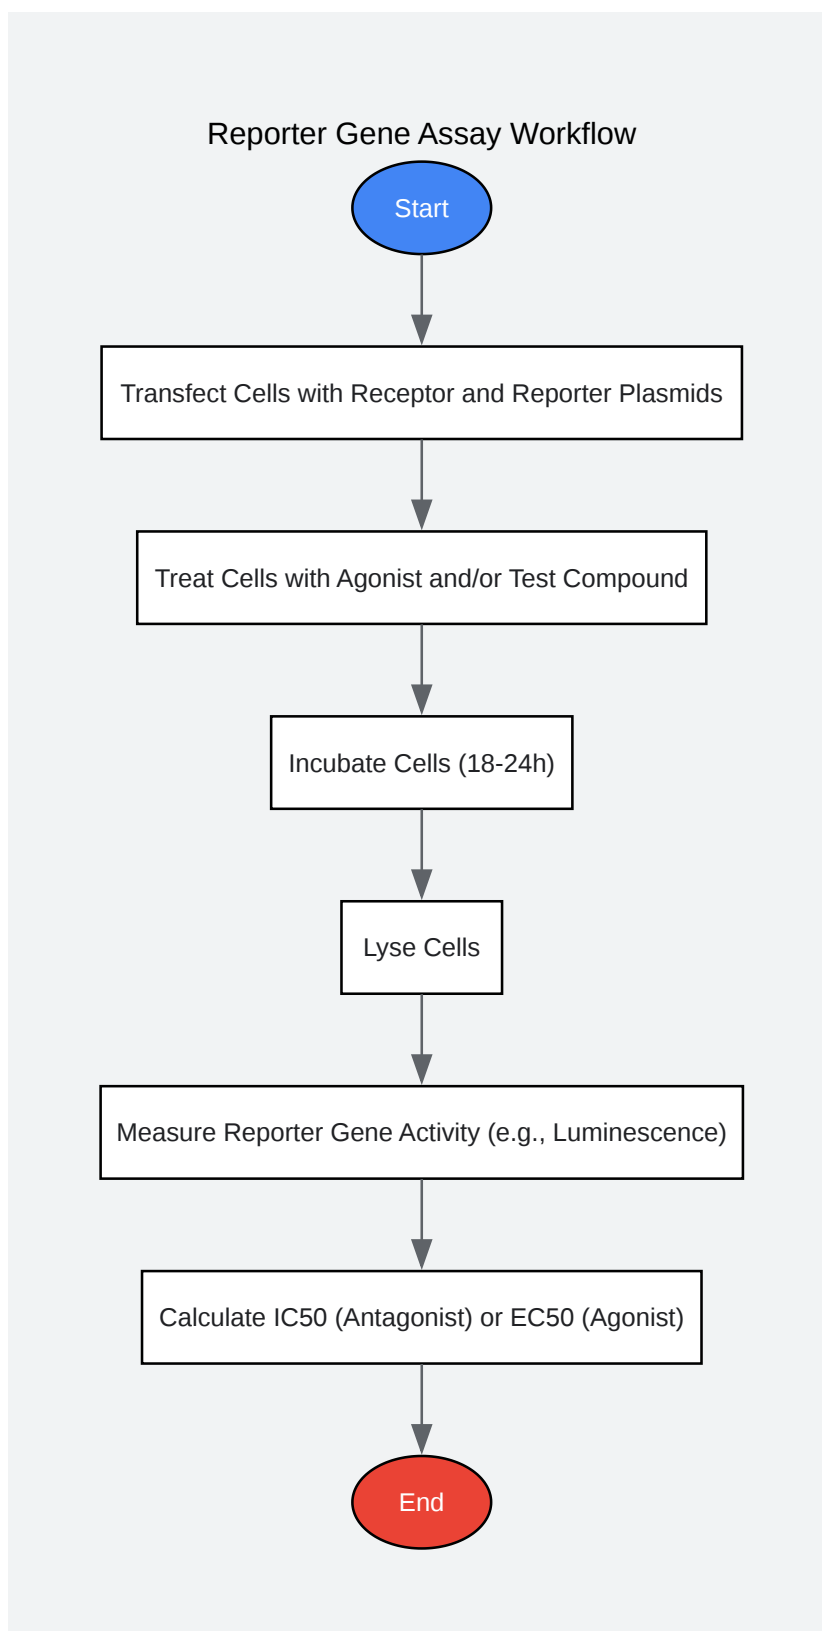 Reporter Gene Assay Workflow
Start
Transfect Cells with Receptor and Reporter Plasmids
Treat Cells with Agonist and/or Test Compound
Incubate Cells (18-24h)
Lyse Cells
Measure Reporter Gene Activity (e.g., Luminescence)
Calculate IC50 (Antagonist) or EC50 (Agonist)
End